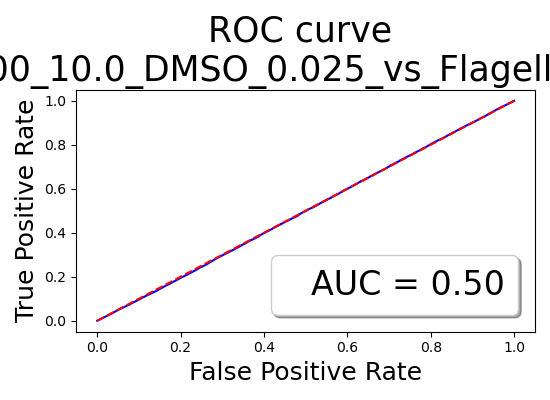 ROC curve
00_10.0_DMSO_0.025_vs_Flagell
True Positive Rate
1.0
0.8
0.6
0.4
0.2
0.0
AUC = 0.50
0.0 0.2 0.4 0.6 0.8 1.0
False Positive Rate